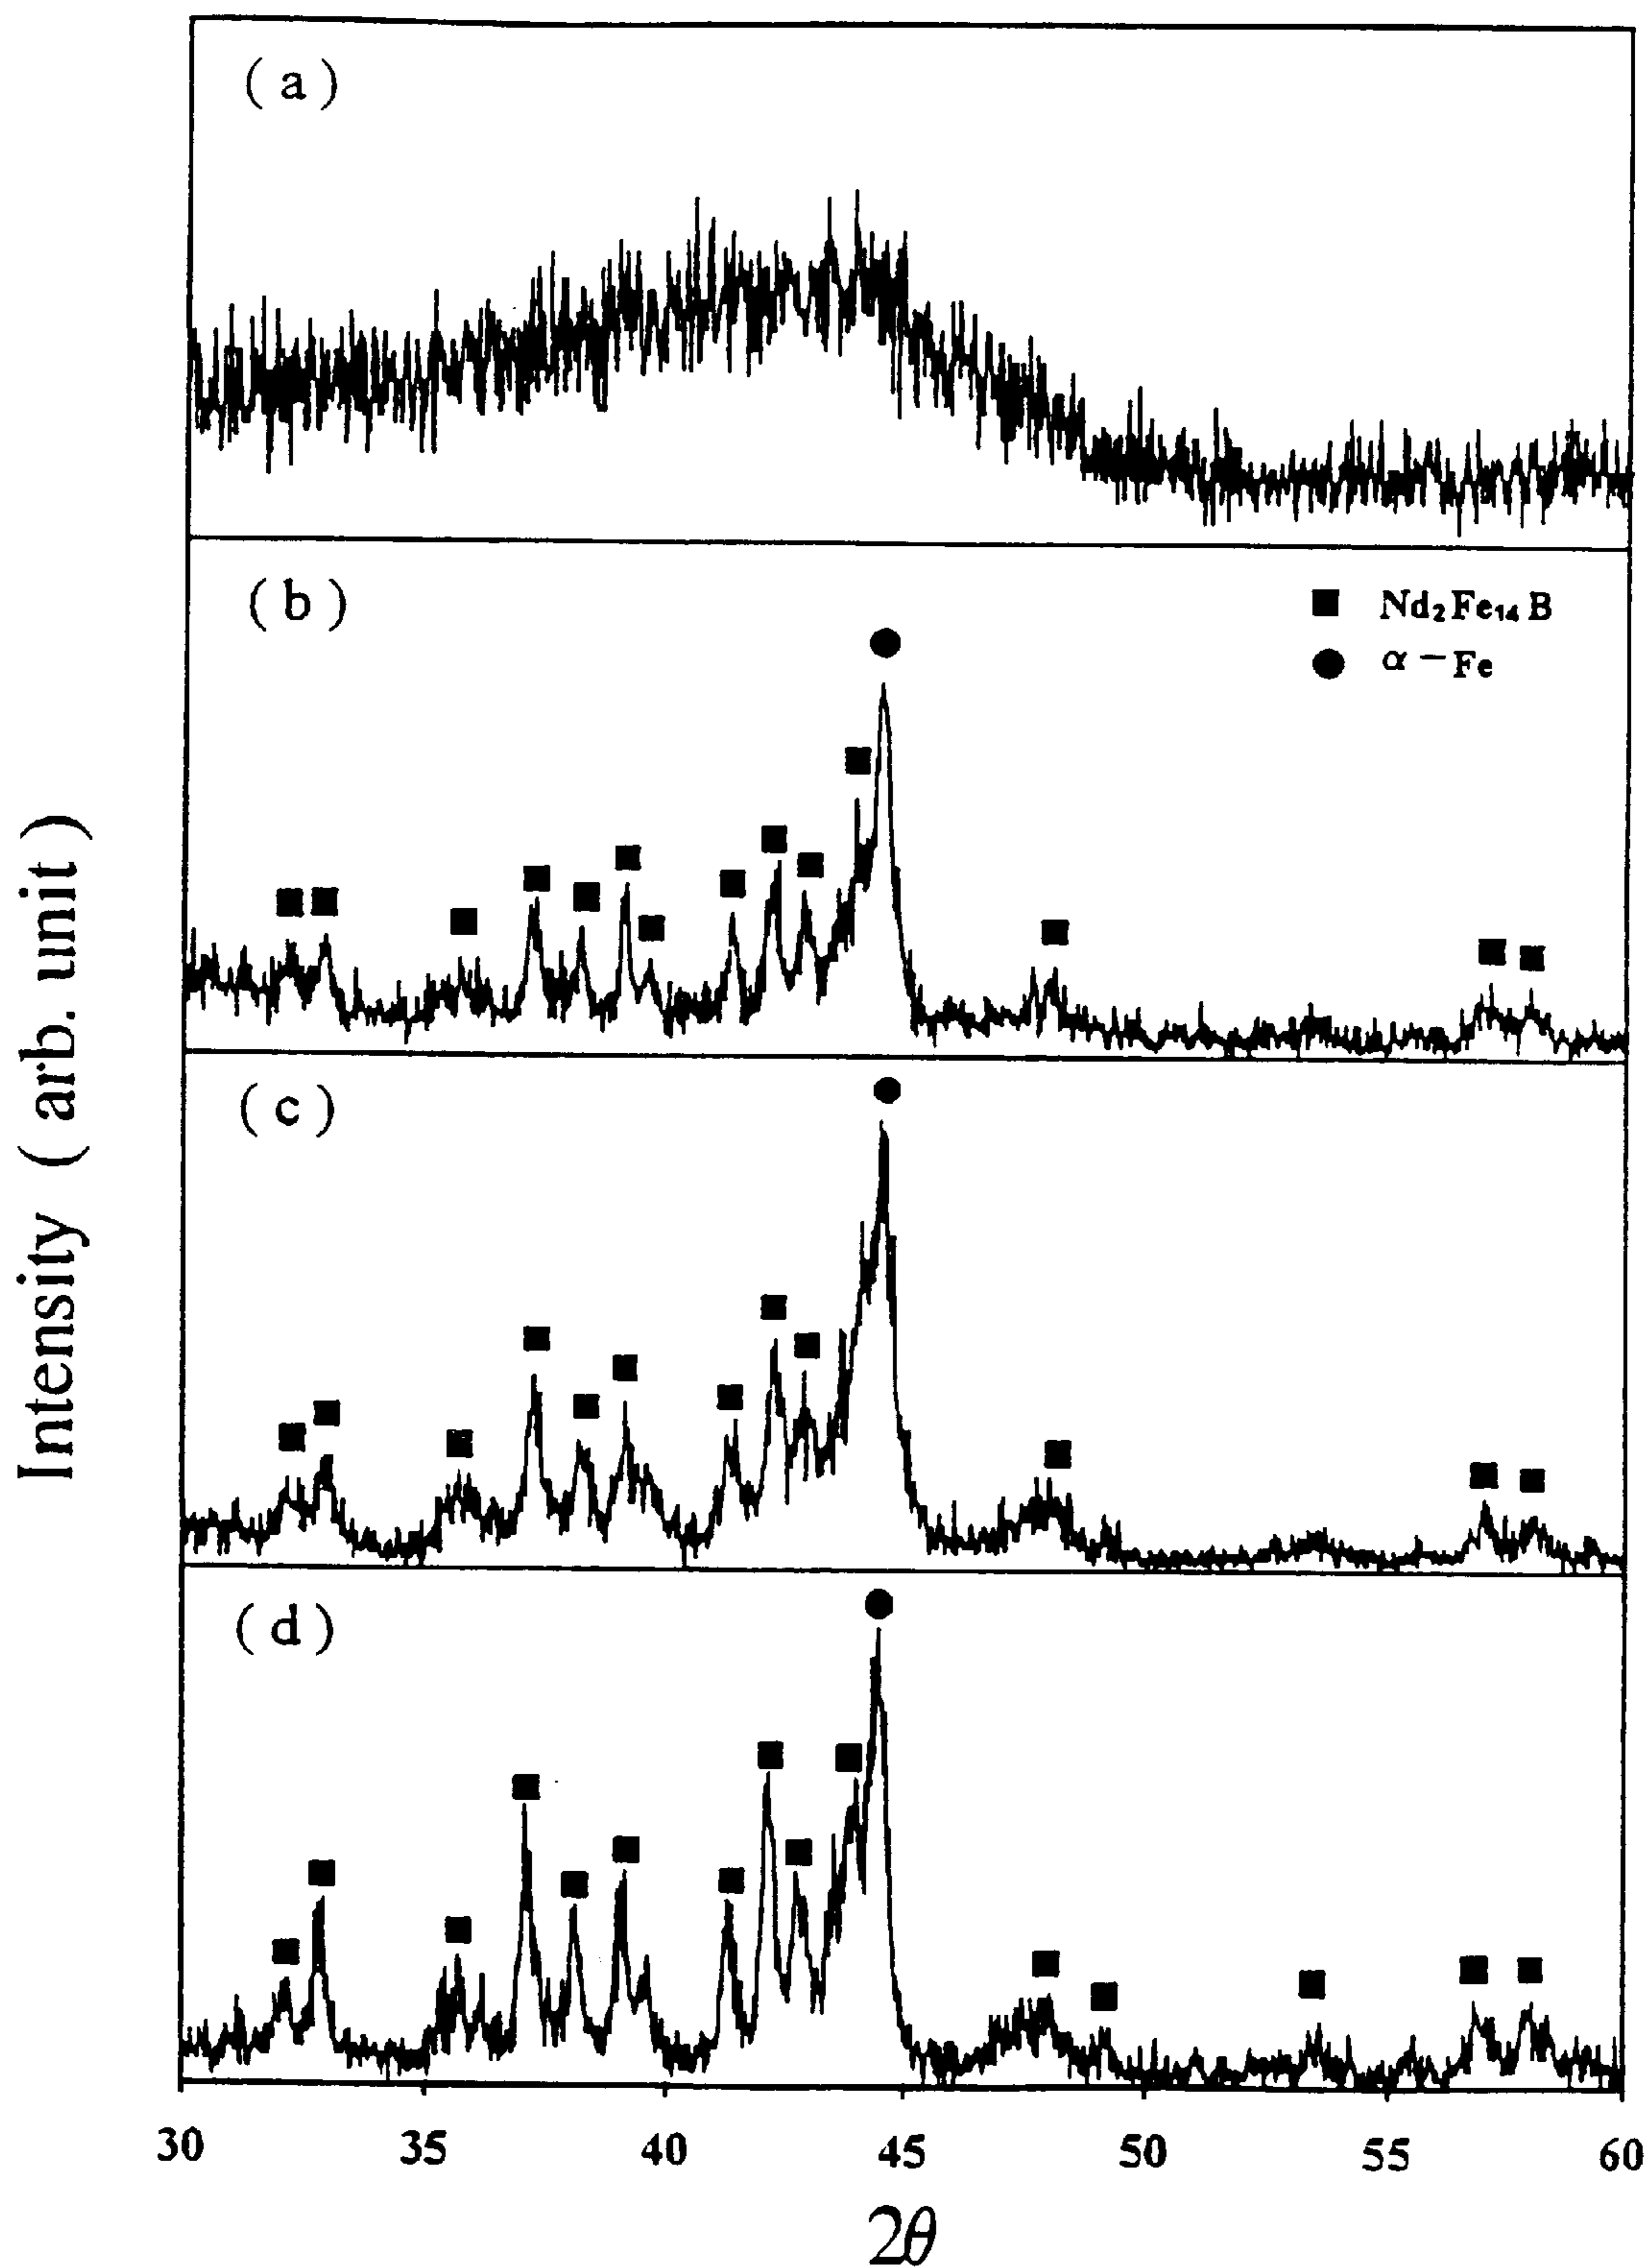 (a)
(b)
■ Nd₂Fe₁₄B
● α－Fe
(c)
(d)
Intensity (arb. unit)
30 35 40 45 50 55 60
2θ